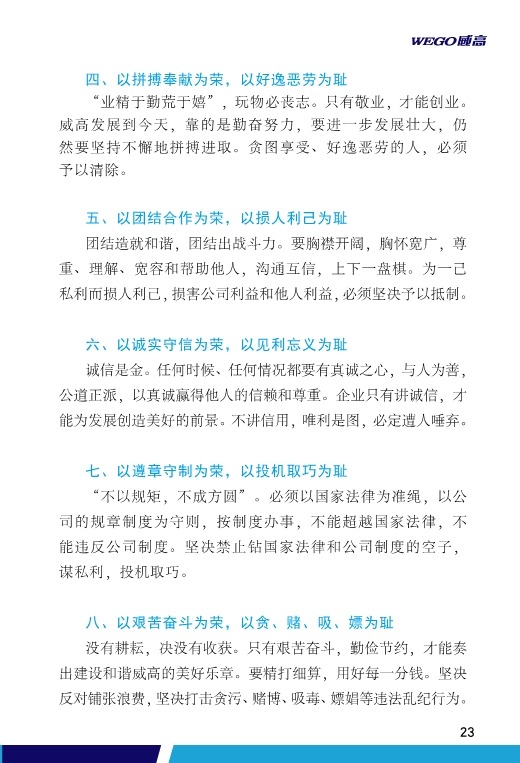 WEGO威高
四、以拼搏奉献为荣，以好逸恶劳为耻
“业精于勤荒于嬉”，玩物必丧志。只有敬业，才能创业。
威高发展到今天，靠的是勤奋努力，要进一步发展壮大，仍
然要坚持不懈地拼搏进取。贪图享受、好逸恶劳的人，必须
予以清除。
五、以团结合作为荣，以损人利己为耻
团结造就和谐，团结出战斗力。要胸襟开阔，胸怀宽广，尊
重、理解、宽容和帮助他人，沟通互信，上下一盘棋。为一己
私利而损人利己，损害公司利益和他人利益，必须坚决予以抵制。
六、以诚实守信为荣，以见利忘义为耻
诚信是金。任何时候、任何情况都要有真诚之心，与人为善，
公道正派，以真诚赢得他人的信赖和尊重。企业只有讲诚信，才
能为发展创造美好的前景。不讲信用，唯利是图，必定遭人唾弃。
七、以遵章守制为荣，以投机取巧为耻
“不以规矩，不成方圆”。必须以国家法律为准绳，以公
司的规章制度为守则，按制度办事，不能超越国家法律，不
能违反公司制度。坚决禁止钻国家法律和公司制度的空子，
谋私利，投机取巧。
八、以艰苦奋斗为荣，以贪、赌、吸、嫖为耻
没有耕耘，决没有收获。只有艰苦奋斗，勤俭节约，才能奏
出建设和谐威高的美好乐章。要精打细算，用好每一分钱。坚决
反对铺张浪费，坚决打击贪污、赌博、吸毒、嫖娼等违法乱纪行为。
23